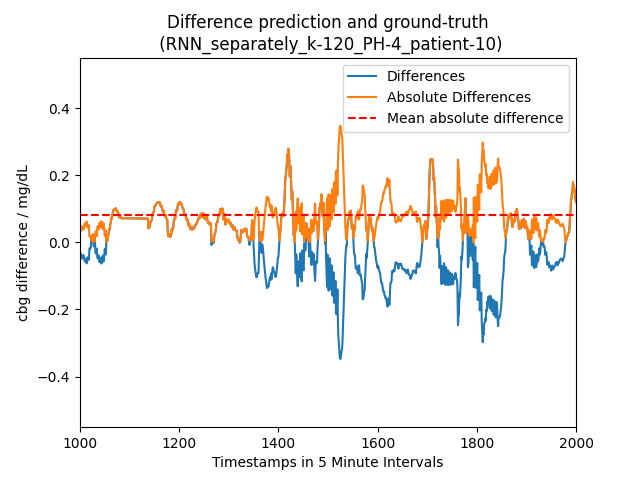 Difference prediction and ground-truth
(RNN_separately_k-120_PH-4_patient-10)
Differences
Absolute Differences
Mean absolute difference
cbg difference / mg/dL
0.4
0.2
0.0
−0.2
−0.4
1000 1200 1400 1600 1800 2000
Timestamps in 5 Minute Intervals